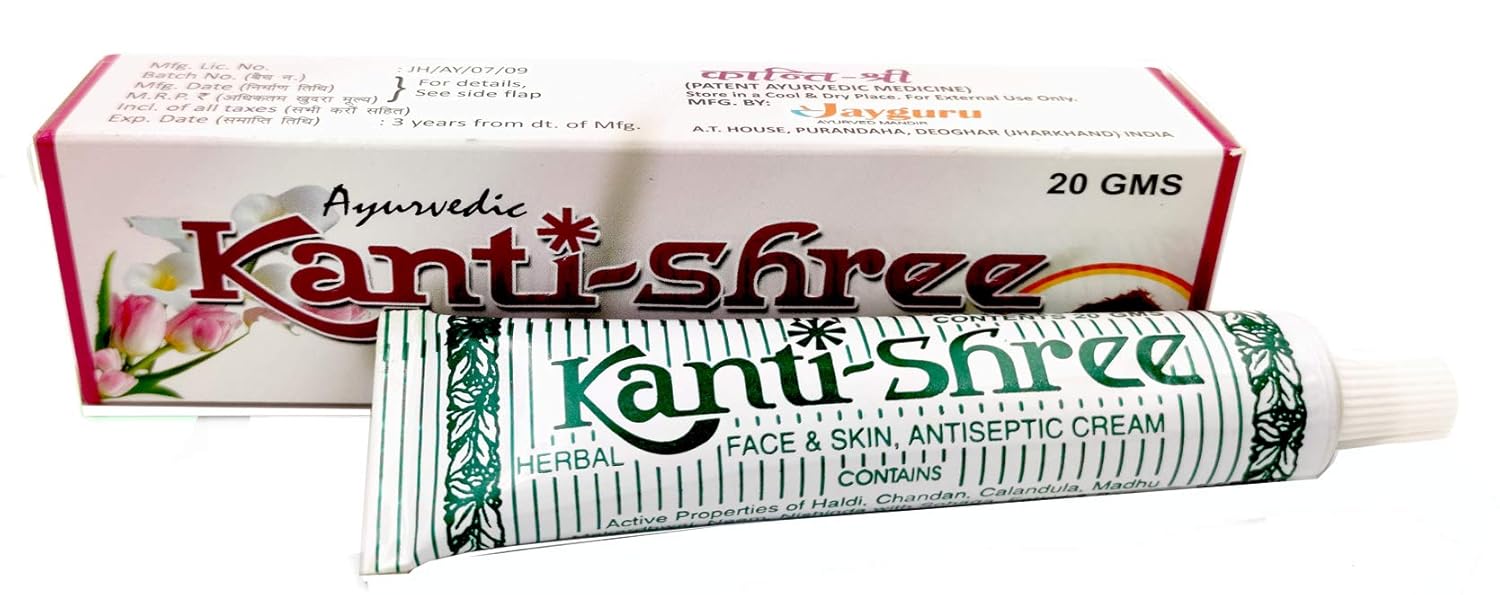 Mfg. Lic. No. : JH/AY/07/09
Batch No. (बैच न.)
Mfg. Date (निर्माण तिथि)
M.R.P. ₹ (अधिकतम खुदरा मूल्य)
Incl. of all taxes (सभी करों सहित)
} For details,
See side flap
Exp. Date (समाप्ति तिथि) : 3 years from dt. of Mfg.
कान्ति-श्री
(PATENT AYURVEDIC MEDICINE)
Store in a Cool & Dry Place. For External Use Only.
MFG. BY: Jayguru
AYURVED MANDIR
A.T. HOUSE, PURANDAHA, DEOGHAR (JHARKHAND) INDIA
20 GMS
Ayurvedic
Kanti-Shree
CONTENTS 20 GMS
Kanti-Shree
HERBAL FACE & SKIN, ANTISEPTIC CREAM
CONTAINS
Active Properties of Haldi, Chandan, Calandula, Madhu